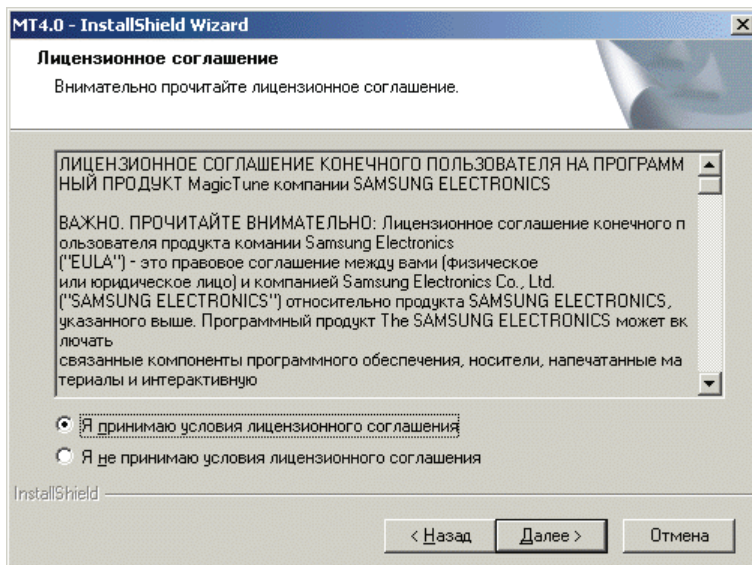 MT4.0 - InstallShield Wizard
Лицензионное соглашение
Внимательно прочитайте лицензионное соглашение.
ЛИЦЕНЗИОННОЕ СОГЛАШЕНИЕ КОНЕЧНОГО ПОЛЬЗОВАТЕЛЯ НА ПРОГРАММ
НЫЙ ПРОДУКТ MagicTune компании SAMSUNG ELECTRONICS
ВАЖНО. ПРОЧИТАЙТЕ ВНИМАТЕЛЬНО: Лицензионное соглашение конечного п
ользователя продукта комании Samsung Electronics
("EULA") - это правовое соглашение между вами (физическое
или юридическое лицо) и компанией Samsung Electronics Co., Ltd.
("SAMSUNG ELECTRONICS") относительно продукта SAMSUNG ELECTRONICS,
указанного выше. Программный продукт The SAMSUNG ELECTRONICS может вк
лючать
связанные компоненты программного обеспечения, носители, напечатанные ма
териалы и интерактивную
Я принимаю условия лицензионного соглашения
Я не принимаю условия лицензионного соглашения
InstallShield
< Назад
Далее >
Отмена